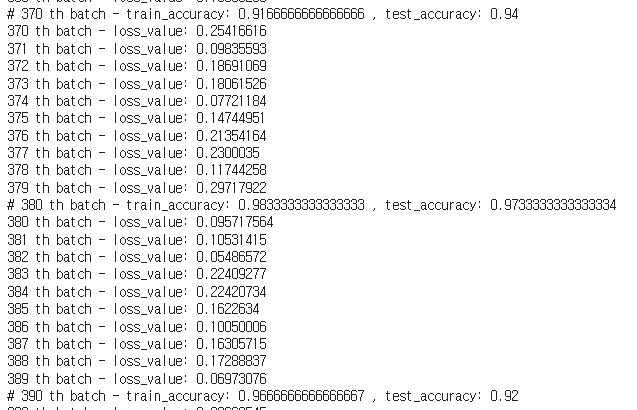 # 370 th batch - train_accuracy: 0.9166666666666666 , test_accuracy: 0.94
370 th batch - loss_value: 0.25416616
371 th batch - loss_value: 0.09835593
372 th batch - loss_value: 0.18691069
373 th batch - loss_value: 0.18061526
374 th batch - loss_value: 0.07721184
375 th batch - loss_value: 0.14744951
376 th batch - loss_value: 0.21354164
377 th batch - loss_value: 0.2300035
378 th batch - loss_value: 0.11744258
379 th batch - loss_value: 0.29717922
# 380 th batch - train_accuracy: 0.9833333333333333 , test_accuracy: 0.9733333333333334
380 th batch - loss_value: 0.095717564
381 th batch - loss_value: 0.10531415
382 th batch - loss_value: 0.05486572
383 th batch - loss_value: 0.22409277
384 th batch - loss_value: 0.22420734
385 th batch - loss_value: 0.1622634
386 th batch - loss_value: 0.10050006
387 th batch - loss_value: 0.16305715
388 th batch - loss_value: 0.17288837
389 th batch - loss_value: 0.06973076
# 390 th batch - train_accuracy: 0.9666666666666667 , test_accuracy: 0.92